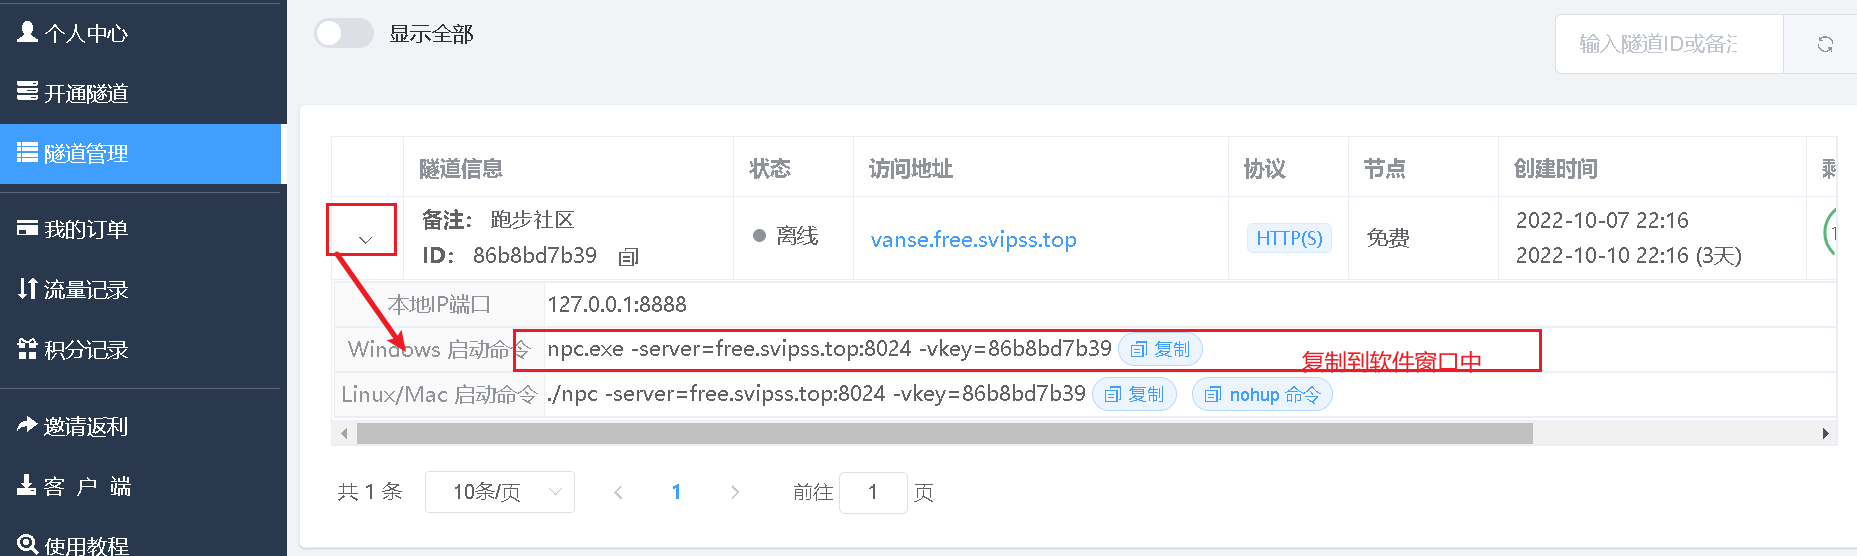 个人中心
开通隧道
隧道管理
我的订单
流量记录
积分记录
邀请返利
客 户 端
使用教程
显示全部
输入隧道ID或备注
隧道信息 状态 访问地址 协议 节点 创建时间
备注： 跑步社区
ID： 86b8bd7b39
离线
vanse.free.svipss.top
HTTP(S)
免费
2022-10-07 22:16
2022-10-10 22:16 (3天)
本地IP端口 127.0.0.1:8888
Windows 启动命令 npc.exe -server=free.svipss.top:8024 -vkey=86b8bd7b39 复制
复制到软件窗口中
Linux/Mac 启动命令 ./npc -server=free.svipss.top:8024 -vkey=86b8bd7b39 复制 nohup 命令
共 1 条 10条/页 1 前往 1 页